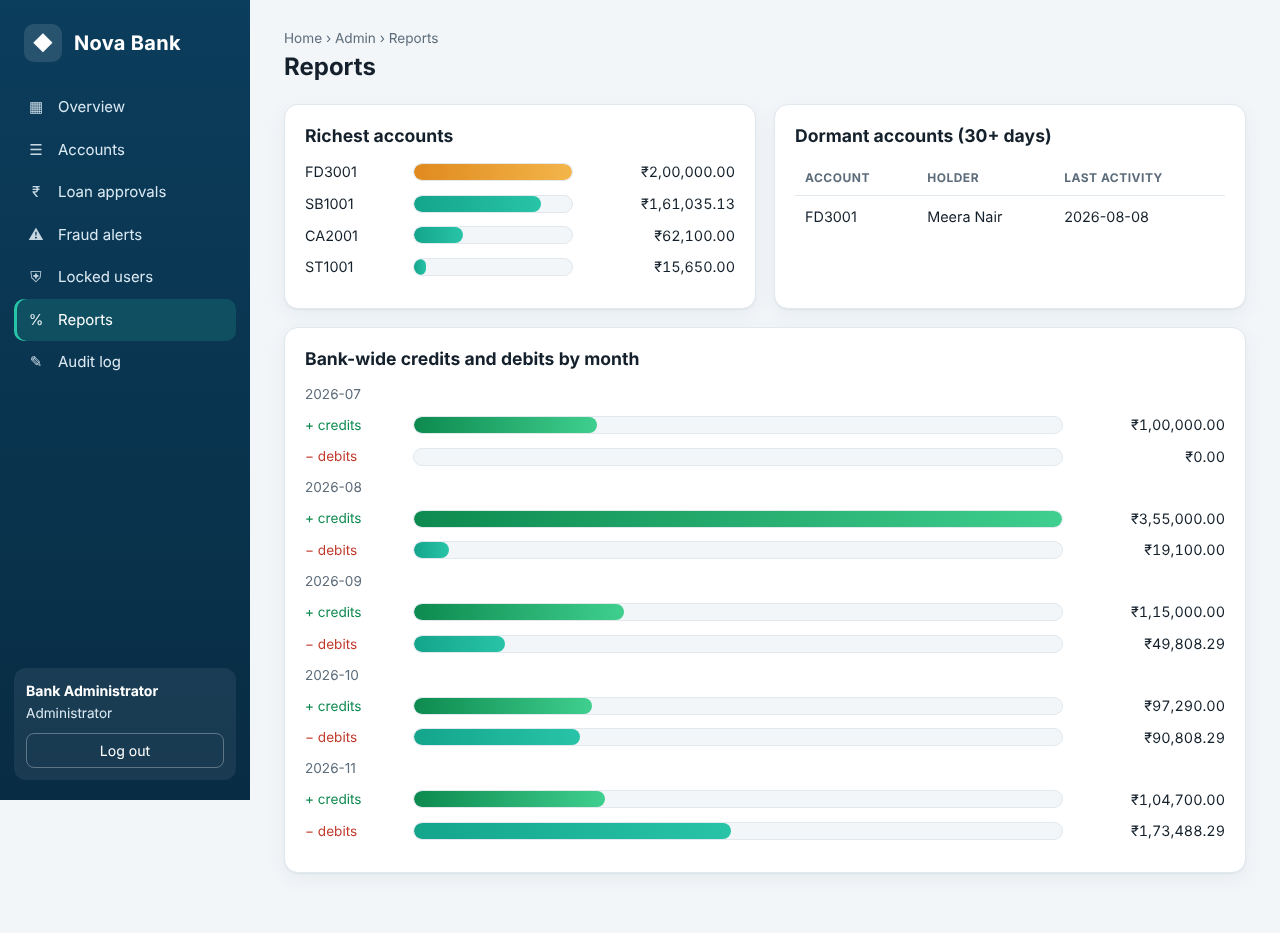 Nova Bank
Overview
Accounts
₹ Loan approvals
Fraud alerts
Locked users
% Reports
Audit log
Bank Administrator
Administrator
Log out
Home › Admin › Reports
Reports
Richest accounts
FD3001 ₹2,00,000.00
SB1001 ₹1,61,035.13
CA2001 ₹62,100.00
ST1001 ₹15,650.00
Dormant accounts (30+ days)
ACCOUNT HOLDER LAST ACTIVITY
FD3001 Meera Nair 2026-08-08
Bank-wide credits and debits by month
2026-07
+ credits ₹1,00,000.00
− debits ₹0.00
2026-08
+ credits ₹3,55,000.00
− debits ₹19,100.00
2026-09
+ credits ₹1,15,000.00
− debits ₹49,808.29
2026-10
+ credits ₹97,290.00
− debits ₹90,808.29
2026-11
+ credits ₹1,04,700.00
− debits ₹1,73,488.29